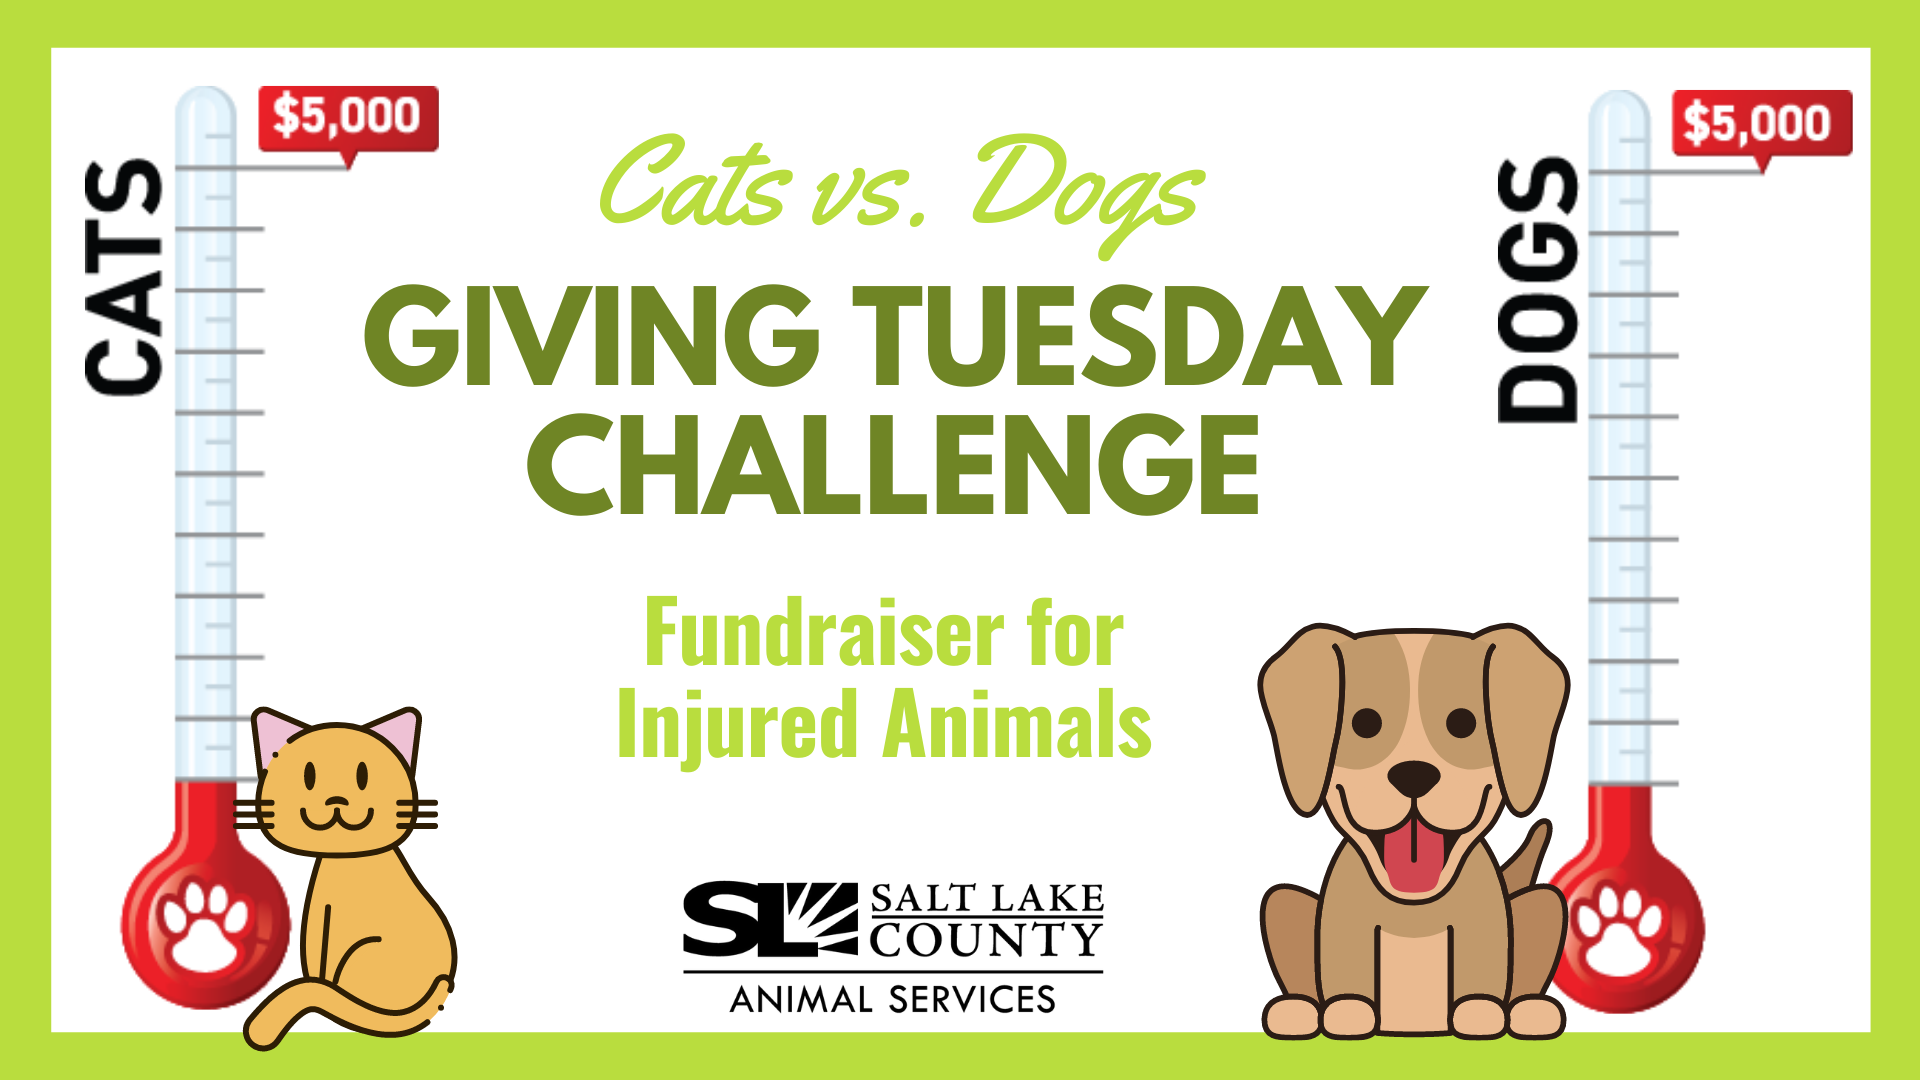 CATS
$5,000
Cats vs. Dogs
GIVING TUESDAY
CHALLENGE
Fundraiser for
Injured Animals
SL SALT LAKE
COUNTY
ANIMAL SERVICES
DOGS
$5,000